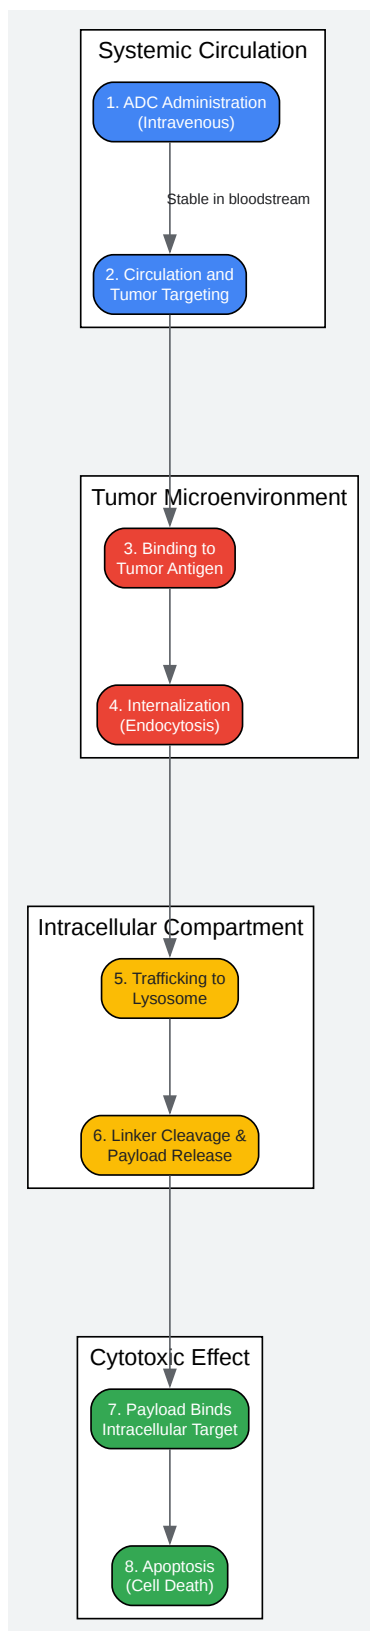 Systemic Circulation
1. ADC Administration
(Intravenous)
Stable in bloodstream
2. Circulation and
Tumor Targeting
Tumor Microenvironment
3. Binding to
Tumor Antigen
4. Internalization
(Endocytosis)
Intracellular Compartment
5. Trafficking to
Lysosome
6. Linker Cleavage &
Payload Release
Cytotoxic Effect
7. Payload Binds
Intracellular Target
8. Apoptosis
(Cell Death)